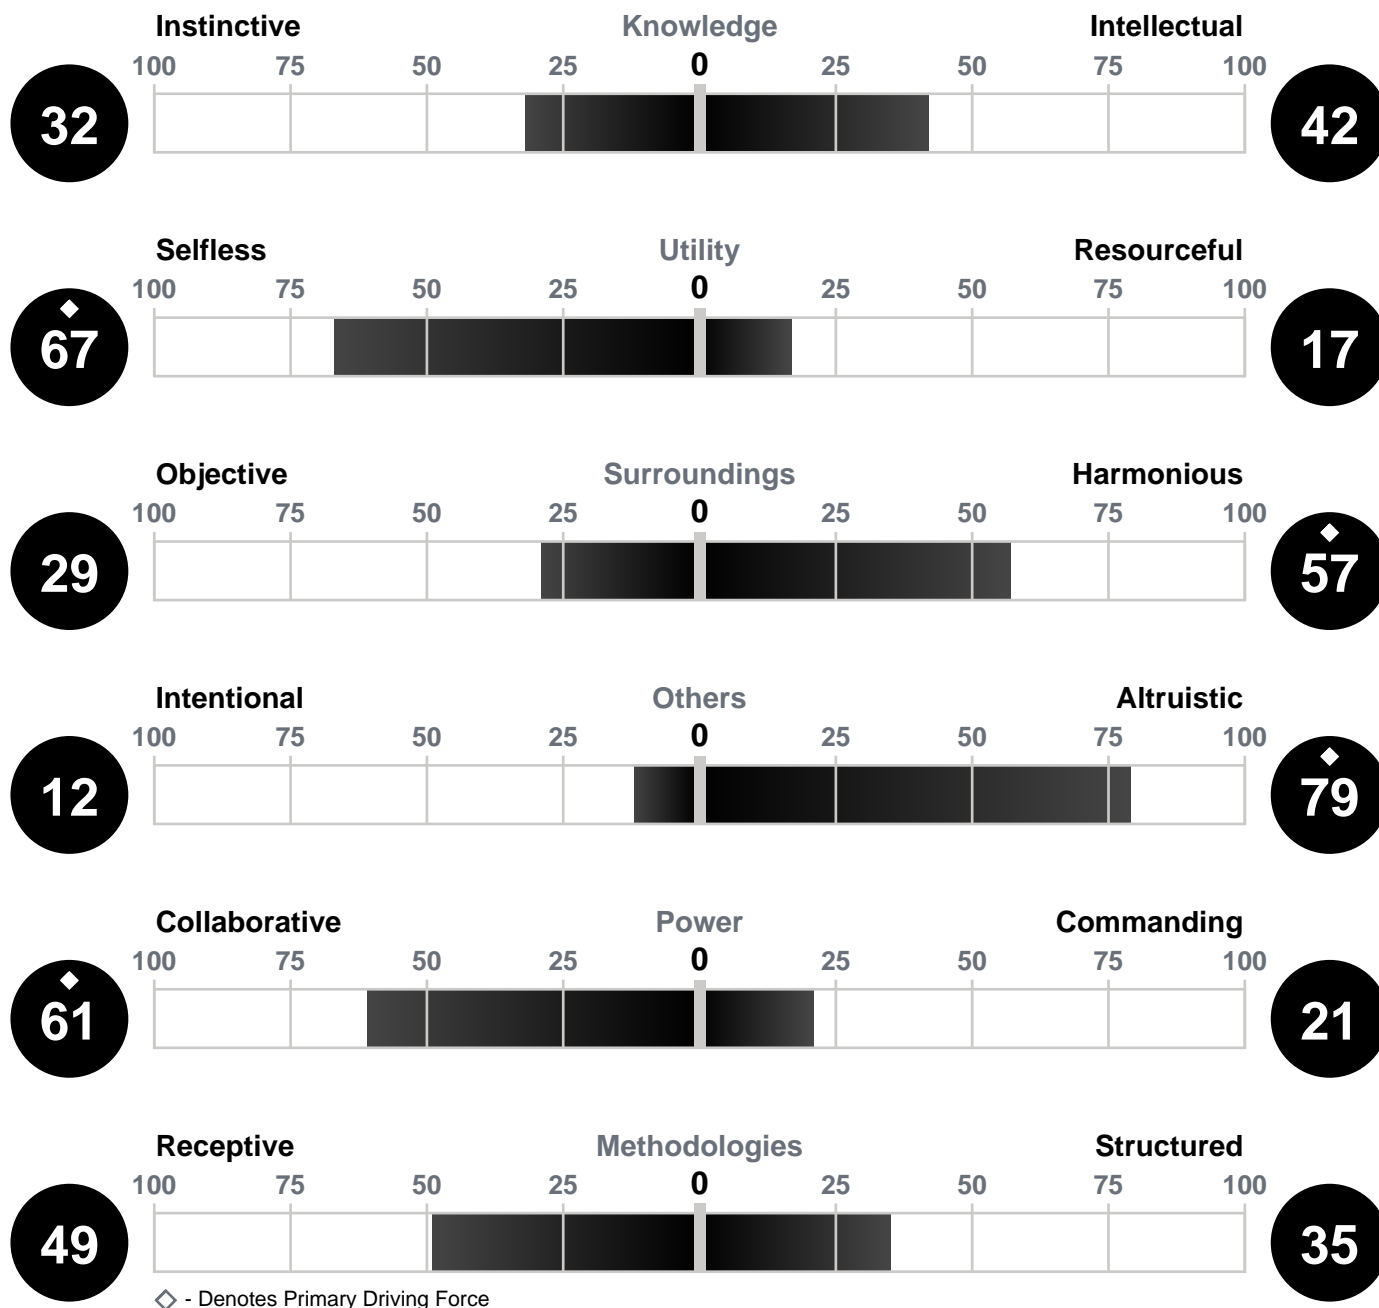 Instinctive Knowledge Intellectual
100 75 50 25 0 25 50 75 100
32 42
Selfless Utility Resourceful
100 75 50 25 0 25 50 75 100
67 17
Objective Surroundings Harmonious
100 75 50 25 0 25 50 75 100
29 57
Intentional Others Altruistic
100 75 50 25 0 25 50 75 100
12 79
Collaborative Power Commanding
100 75 50 25 0 25 50 75 100
61 21
Receptive Methodologies Structured
100 75 50 25 0 25 50 75 100
49 35
◇ - Denotes Primary Driving Force